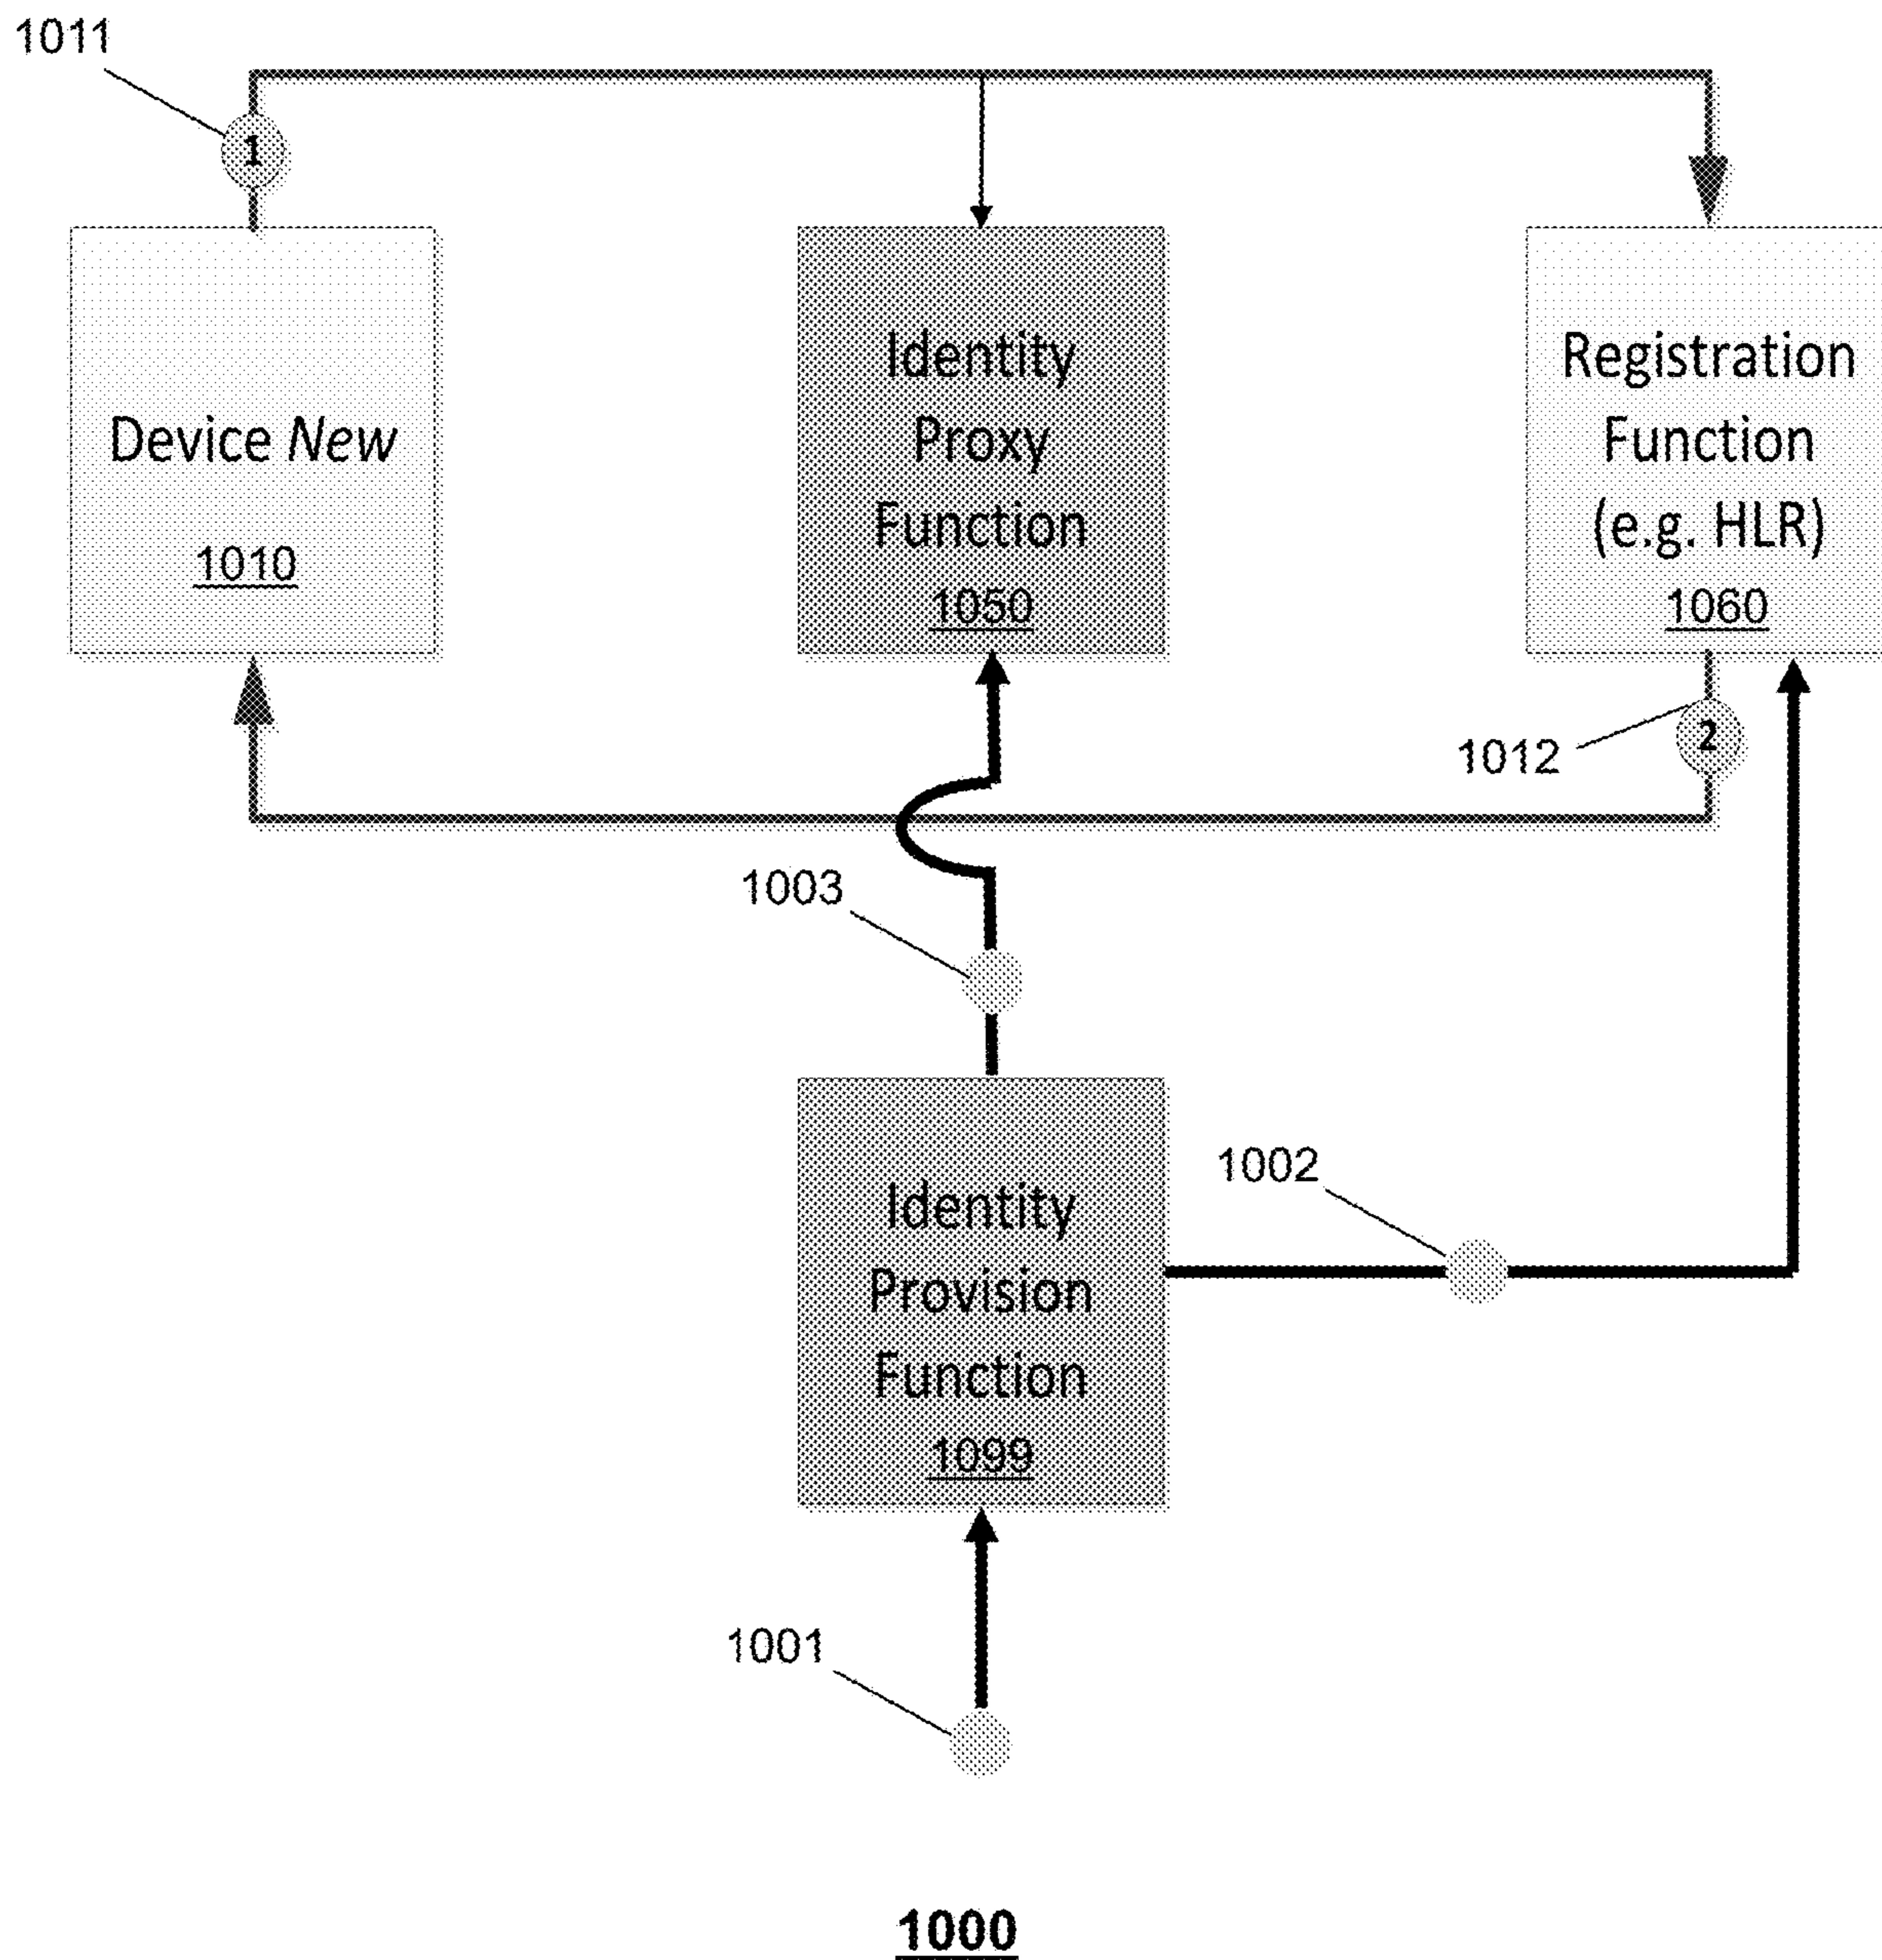 1011
1
Device New
1010
Identity
Proxy
Function
1050
Registration
Function
(e.g. HLR)
1060
1012
2
1003
1002
Identity
Provision
Function
1099
1001
1000